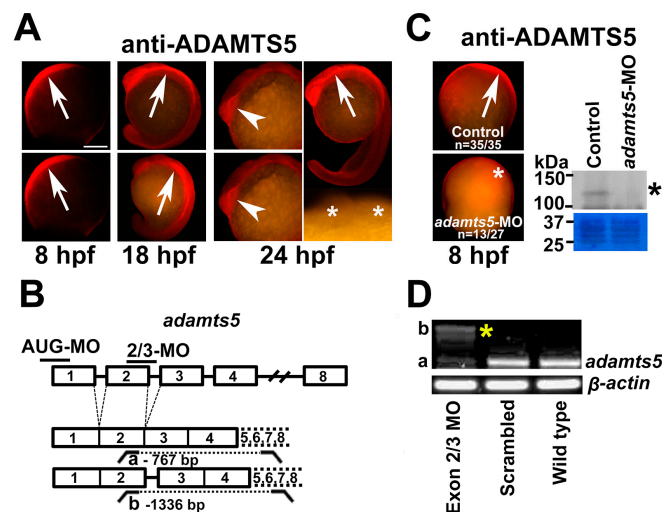 A
anti-ADAMTS5
8 hpf
18 hpf
24 hpf
B
adamts5
AUG-MO
2/3-MO
1 2 3 4 8
1 2 3 4 5,6,7,8
a - 767 bp
1 2 3 4 5,6,7,8
b -1336 bp
C
anti-ADAMTS5
Control
n=35/35
adamts5-MO
n=13/27
8 hpf
kDa
150
100
37
25
Control
adamts5-MO
*
D
b
a
*
adamts5
β-actin
Exon 2/3 MO
Scrambled
Wild type